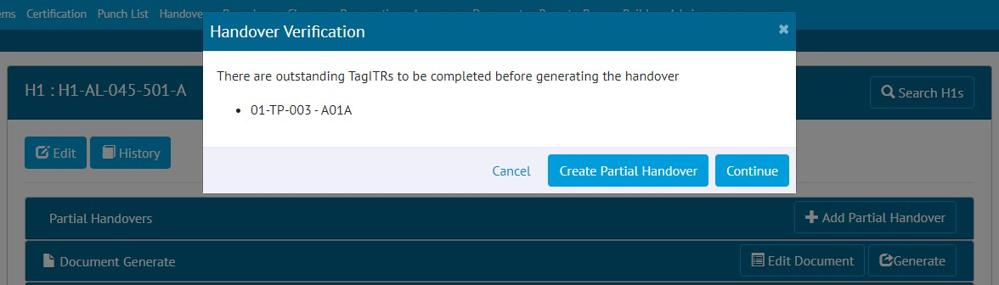 ems Certification Punch List Handove
Handover Verification
There are outstanding TagITRs to be completed before generating the handover
• 01-TP-003 - A01A
Cancel Create Partial Handover Continue
H1 : H1-AL-045-501-A Search H1s
Edit History
Partial Handovers Add Partial Handover
Document Generate Edit Document Generate